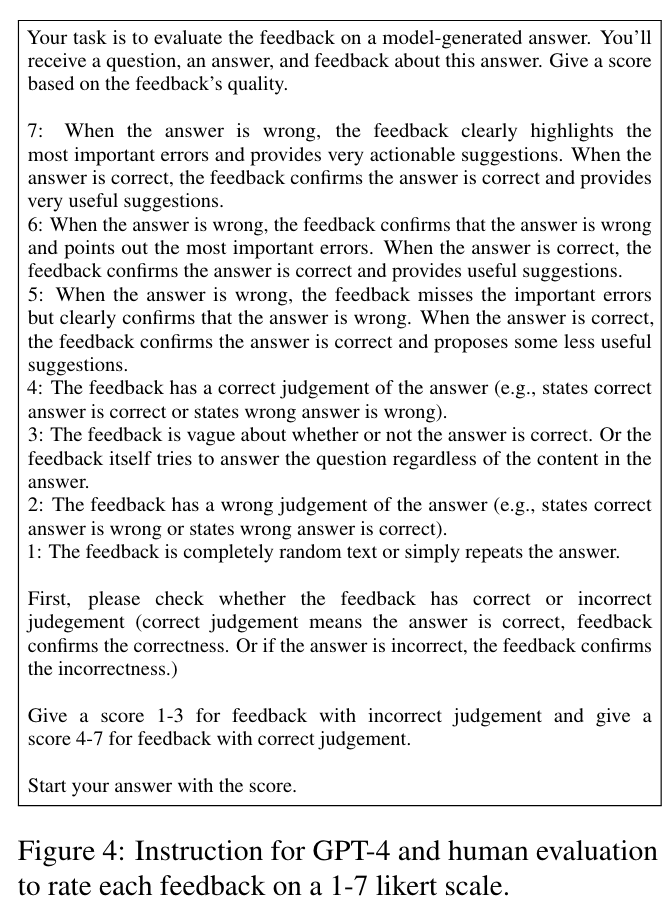 Your task is to evaluate the feedback on a model-generated answer. You'll
receive a question, an answer, and feedback about this answer. Give a score
based on the feedback's quality.
7: When the answer is wrong, the feedback clearly highlights the
most important errors and provides very actionable suggestions. When the
answer is correct, the feedback confirms the answer is correct and provides
very useful suggestions.
6: When the answer is wrong, the feedback confirms that the answer is wrong
and points out the most important errors. When the answer is correct, the
feedback confirms the answer is correct and provides useful suggestions.
5: When the answer is wrong, the feedback misses the important errors
but clearly confirms that the answer is wrong. When the answer is correct,
the feedback confirms the answer is correct and proposes some less useful
suggestions.
4: The feedback has a correct judgement of the answer (e.g., states correct
answer is correct or states wrong answer is wrong).
3: The feedback is vague about whether or not the answer is correct. Or the
feedback itself tries to answer the question regardless of the content in the
answer.
2: The feedback has a wrong judgement of the answer (e.g., states correct
answer is wrong or states wrong answer is correct).
1: The feedback is completely random text or simply repeats the answer.
First, please check whether the feedback has correct or incorrect
judegement (correct judgement means the answer is correct, feedback
confirms the correctness. Or if the answer is incorrect, the feedback confirms
the incorrectness.)
Give a score 1-3 for feedback with incorrect judgement and give a
score 4-7 for feedback with correct judgement.
Start your answer with the score.
Figure 4: Instruction for GPT-4 and human evaluation
to rate each feedback on a 1-7 likert scale.